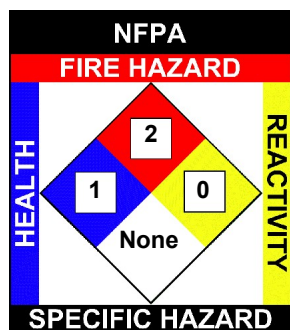 NFPA
FIRE HAZARD
HEALTH
2
1
0
None
REACTIVITY
SPECIFIC HAZARD